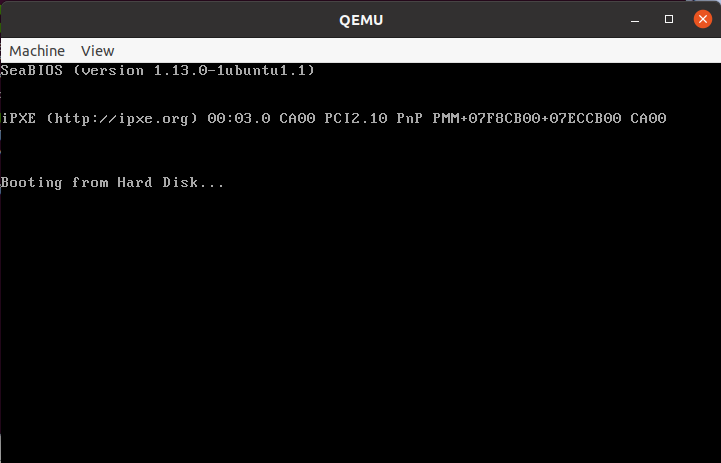 QEMU
Machine View
SeaBIOS (version 1.13.0-1ubuntu1.1)
iPXE (http://ipxe.org) 00:03.0 CA00 PCI2.10 PnP PMM+07F8CB00+07ECCB00 CA00
Booting from Hard Disk...